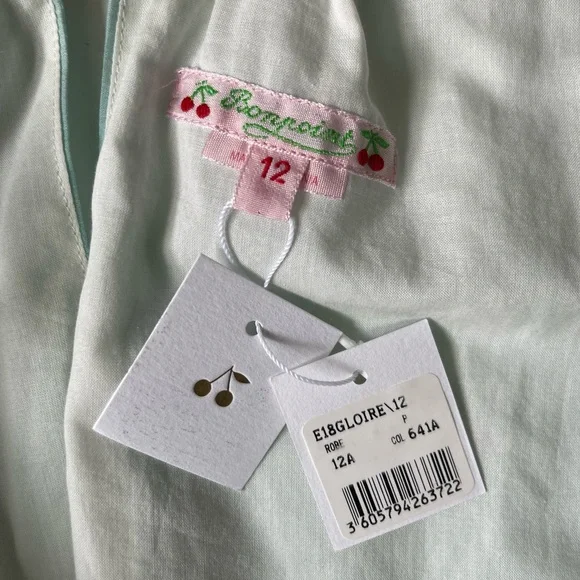 Bonpoint
12
E18GLOIRE\12
ROBE P
12A COL 641A
3 605794 263722